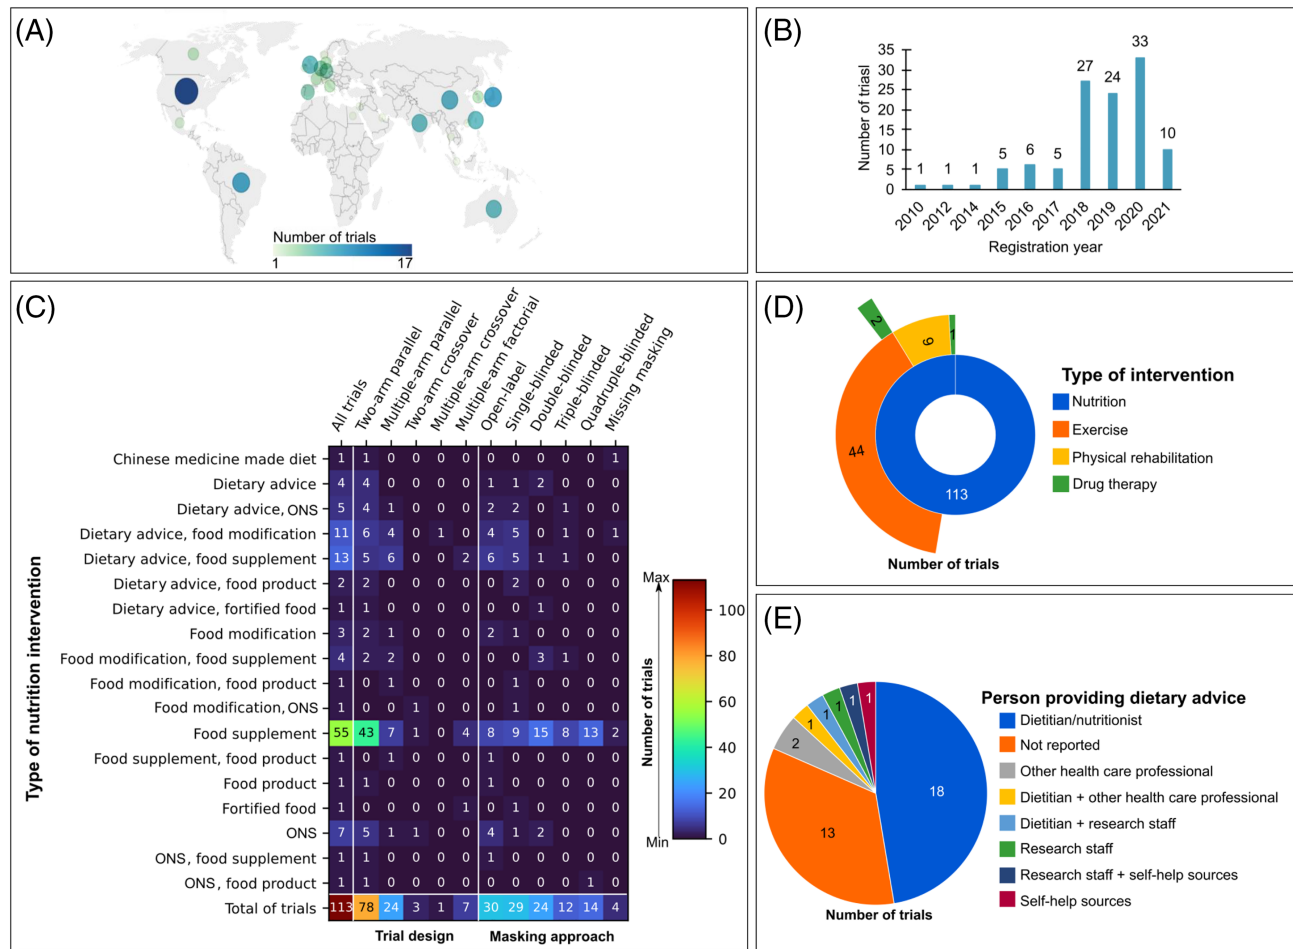 (A)
Number of trials
1 17
(B)
Number of triasl
35
30
25
20
15
10
5
0
1 1 1 5 6 5 27 24 33 10
2010 2012 2014 2015 2016 2017 2018 2019 2020 2021
Registration year
(C)
All trials
Two-arm parallel
Multiple-arm parallel
Two-arm crossover
Multiple-arm crossover
Multiple-arm factorial
Open-label
Single-blinded
Double-blinded
Triple-blinded
Quadruple-blinded
Missing masking
Type of nutrition intervention
Chinese medicine made diet 1 1 0 0 0 0 0 0 0 0 0 1
Dietary advice 4 4 0 0 0 0 1 1 2 0 0 0
Dietary advice, ONS 5 4 1 0 0 0 2 2 0 1 0 0
Dietary advice, food modification 11 6 4 0 1 0 4 5 0 1 0 1
Dietary advice, food supplement 13 5 6 0 0 2 6 5 1 1 0 0
Dietary advice, food product 2 2 0 0 0 0 0 2 0 0 0 0
Dietary advice, fortified food 1 1 0 0 0 0 0 0 1 0 0 0
Food modification 3 2 1 0 0 0 2 1 0 0 0 0
Food modification, food supplement 4 2 2 0 0 0 0 0 3 1 0 0
Food modification, food product 1 0 1 0 0 0 0 1 0 0 0 0
Food modification, ONS 1 0 0 1 0 0 0 1 0 0 0 0
Food supplement 55 43 7 1 0 4 8 9 15 8 13 2
Food supplement, food product 1 0 1 0 0 0 1 0 0 0 0 0
Food product 1 1 0 0 0 0 1 0 0 0 0 0
Fortified food 1 0 0 0 0 1 0 1 0 0 0 0
ONS 7 5 1 1 0 0 4 1 2 0 0 0
ONS, food supplement 1 1 0 0 0 0 1 0 0 0 0 0
ONS, food product 1 1 0 0 0 0 0 0 0 0 1 0
Total of trials 113 78 24 3 1 7 30 29 24 12 14 4
Trial design Masking approach
Number of trials
Max
Min
100
80
60
40
20
0
(D)
2
9
1
44
113
Number of trials
Type of intervention
Nutrition
Exercise
Physical rehabilitation
Drug therapy
(E)
18
13
2
1
1
1
1
1
Number of trials
Person providing dietary advice
Dietitian/nutritionist
Not reported
Other health care professional
Dietitian + other health care professional
Dietitian + research staff
Research staff
Research staff + self-help sources
Self-help sources